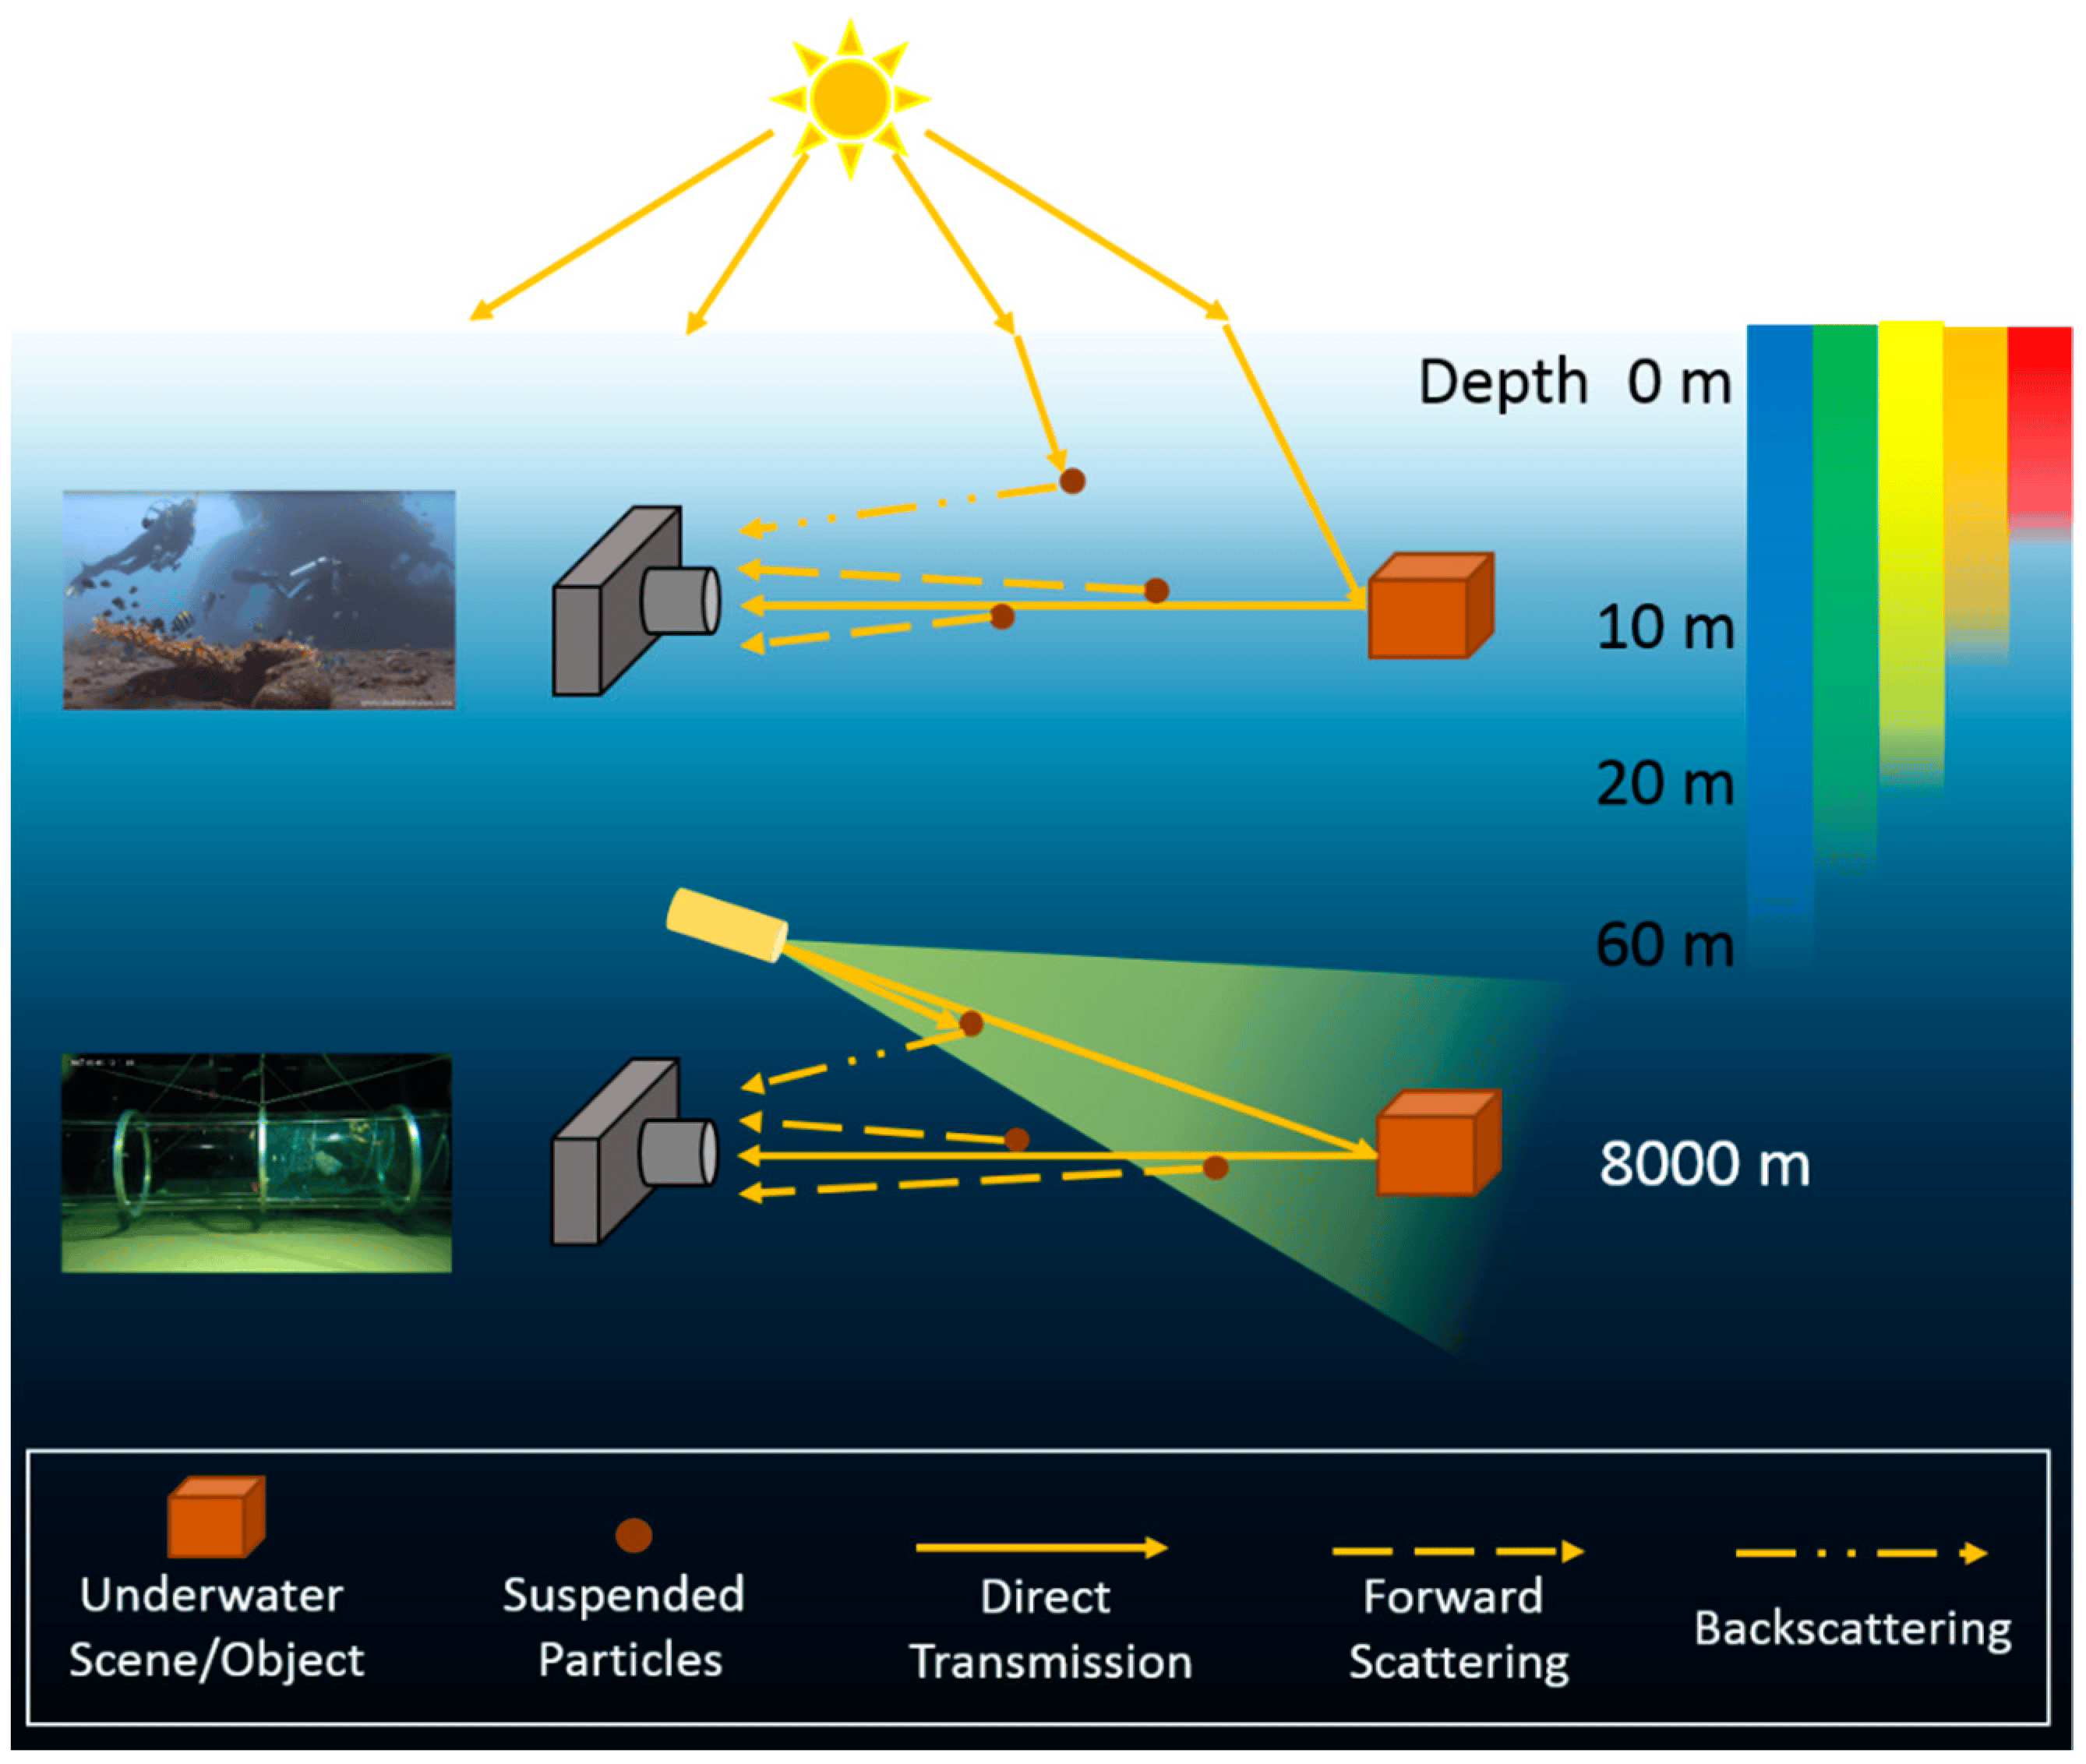 Depth 0 m
10 m
20 m
60 m
8000 m
Underwater
Scene/Object
Suspended
Particles
Direct
Transmission
Forward
Scattering
Backscattering